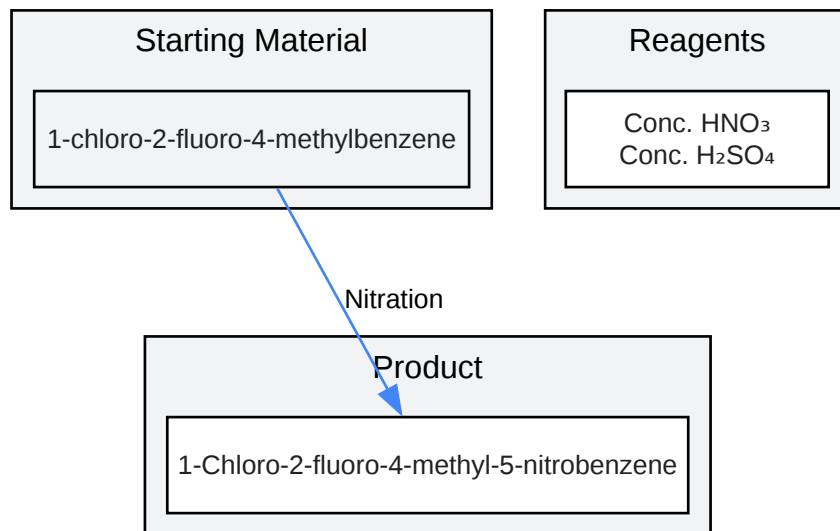 Starting Material
1-chloro-2-fluoro-4-methylbenzene
Reagents
Conc. HNO₃
Conc. H₂SO₄
Nitration
Product
1-Chloro-2-fluoro-4-methyl-5-nitrobenzene